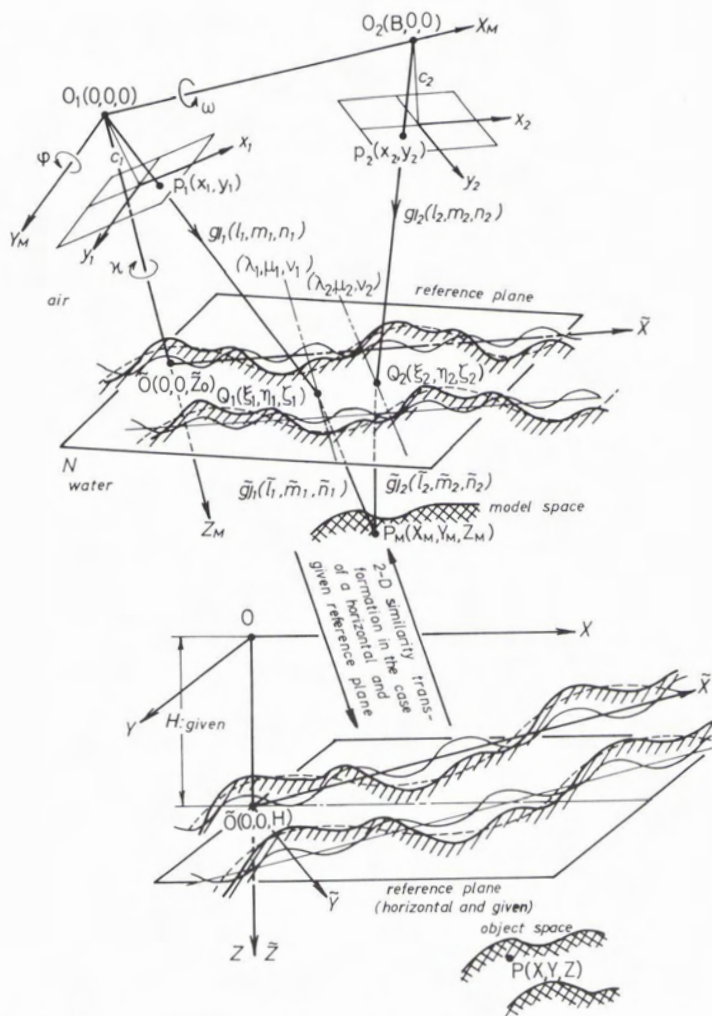 O₂(B,0,0)
X_M
O₁(0,0,0)
ω
c₂
φ
c₁
x₁
x₂
p₂(x₂,y₂)
p₁(x₁,y₁)
y₂
Y_M
y₁
g₁(l₁,m₁,n₁)
g₂(l₂,m₂,n₂)
ϰ
(λ₁,μ₁,ν₁)
(λ₂,μ₂,ν₂)
air
reference plane
X̃
Õ(0,0,Z̃₀)
Q₁(ξ₁,η₁,ζ₁)
Q₂(ξ₂,η₂,ζ₂)
N
water
g̃₁(l̃₁,m̃₁,ñ₁)
g̃₂(l̃₂,m̃₂,ñ₂)
Z_M
model space
P_M(X_M,Y_M,Z_M)
2-D similarity trans-
formation in the case
of a horizontal and
given reference plane
O
X
Y
H:given
X̃
Õ(0,0,H)
Ỹ
reference plane
(horizontal and given)
Z
Z̃
object space
P(X,Y,Z)